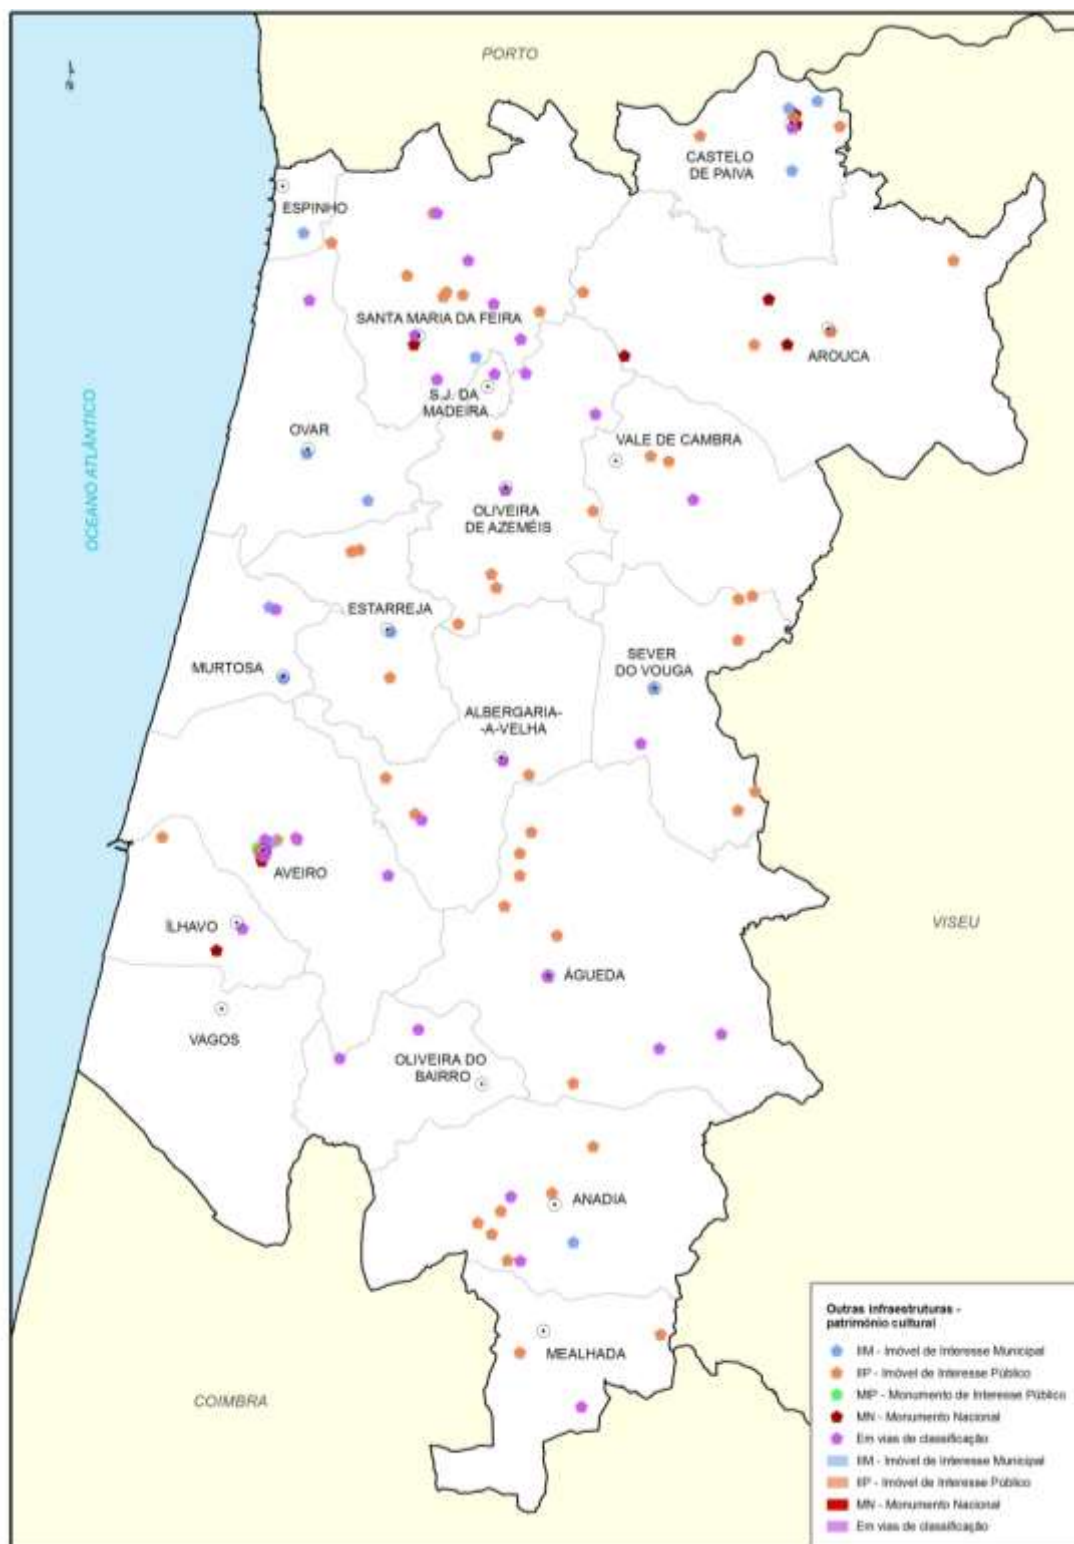 PORTO
CASTELO
DE PAIVA
ESPINHO
SANTA MARIA DA FEIRA
AROUCA
S.J. DA
MADEIRA
OVAR
VALE DE CAMBRA
OCEANO ATLÂNTICO
OLIVEIRA
DE AZEMÉIS
ESTARREJA
MURTOSA
SEVER
DO VOUGA
ALBERGARIA-
-A-VELHA
AVEIRO
ÍLHAVO
VISEU
ÁGUEDA
VAGOS
OLIVEIRA DO
BAIRRO
ANADIA
MEALHADA
COIMBRA
Outras infraestruturas -
património cultural
IIM - Imóvel de Interesse Municipal
IIP - Imóvel de Interesse Público
MIP - Monumento de Interesse Público
MN - Monumento Nacional
Em vias de classificação
IIM - Imóvel de Interesse Municipal
IIP - Imóvel de Interesse Público
MN - Monumento Nacional
Em vias de classificação